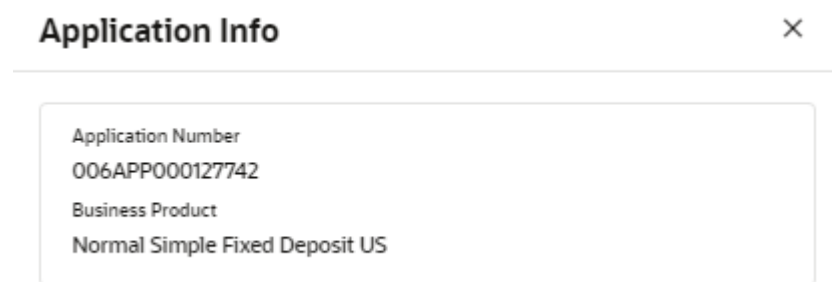 Application Info
Application Number
006APP000127742
Business Product
Normal Simple Fixed Deposit US